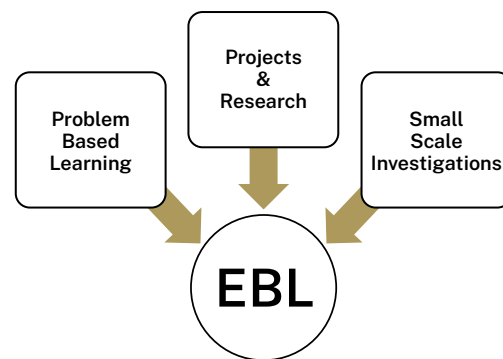 Problem
Based
Learning
Projects
&
Research
Small
Scale
Investigations
EBL